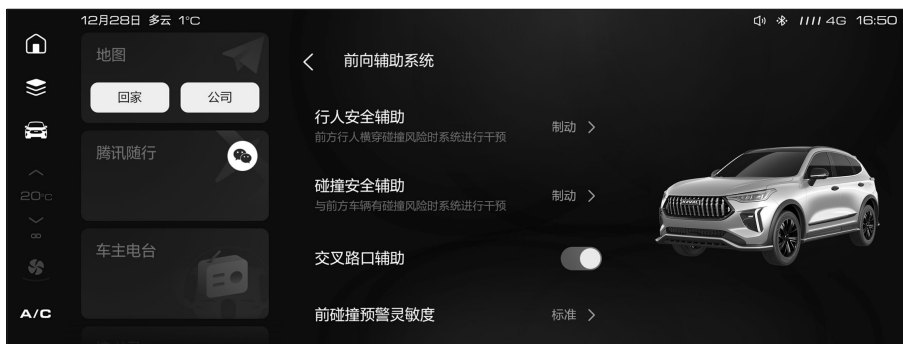 12月28日 多云 1°C
4G 16:50
地图
回家
公司
腾讯随行
20°C
车主电台
A/C
前向辅助系统
行人安全辅助
前方行人横穿碰撞风险时系统进行干预
制动
碰撞安全辅助
与前方车辆有碰撞风险时系统进行干预
制动
交叉路口辅助
前碰撞预警灵敏度
标准